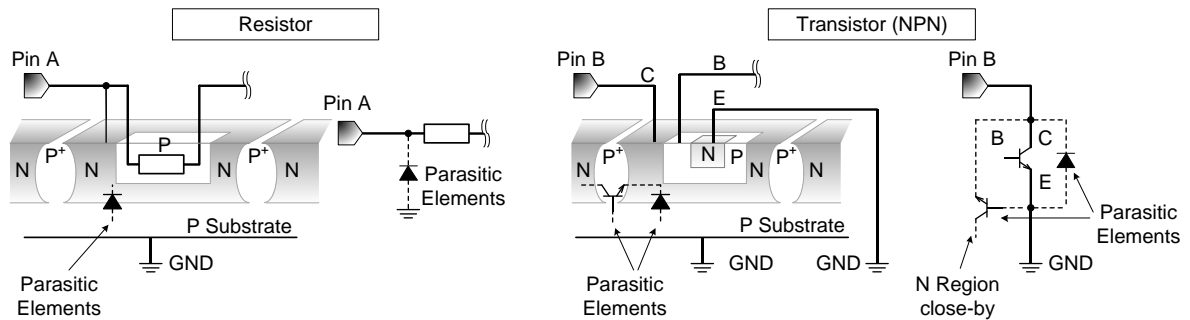 Resistor
Transistor (NPN)
Pin A
Pin A
N
P+
N
P
N
P+
N
Parasitic
Elements
P Substrate
GND
Parasitic
Elements
Pin B
C
B
E
N
P+
N
N
P
P+
N
P Substrate
GND
GND
Parasitic
Elements
Pin B
B
C
E
Parasitic
Elements
GND
N Region
close-by